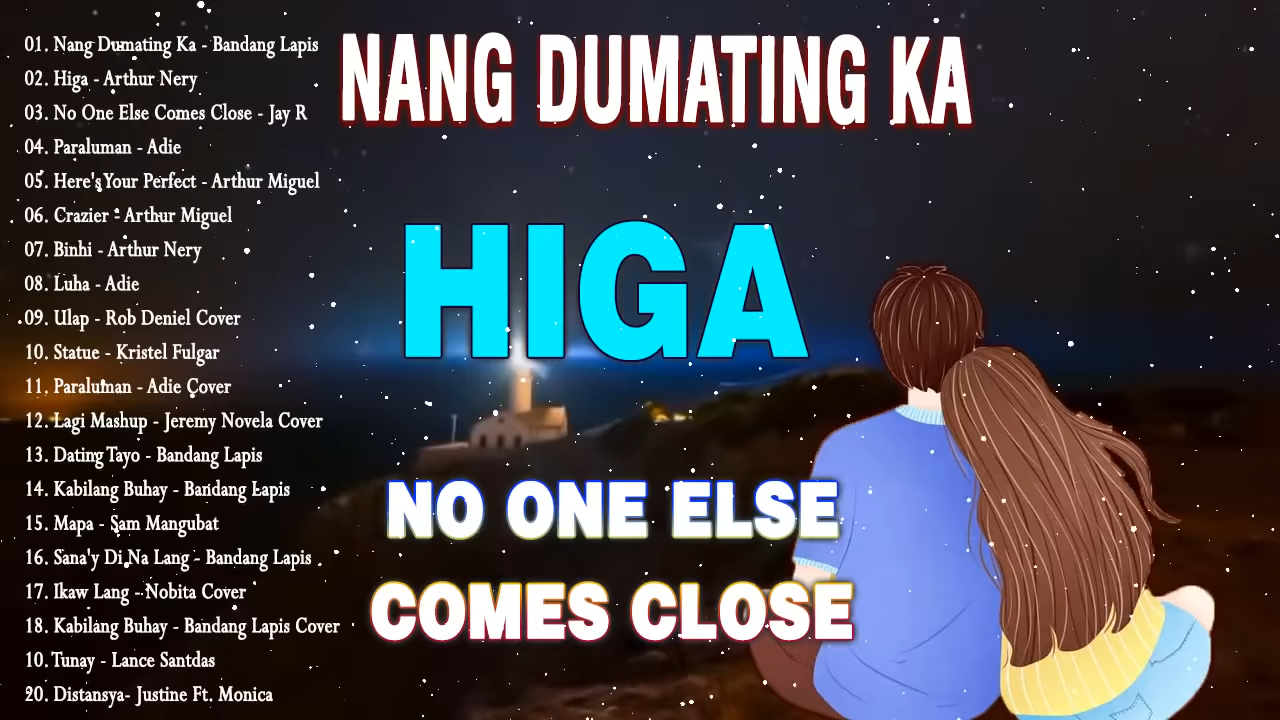 01. Nang Dumating Ka - Bandang Lapis
02. Higa - Arthur Nery
03. No One Else Comes Close - Jay R
04. Paraluman - Adie
05. Here's Your Perfect - Arthur Miguel
06. Crazier - Arthur Miguel
07. Binhi - Arthur Nery
08. Luha - Adie
09. Ulap - Rob Deniel Cover
10. Statue - Kristel Fulgar
11. Paraluman - Adie Cover
12. Lagi Mashup - Jeremy Novela Cover
13. Dating Tayo - Bandang Lapis
14. Kabilang Buhay - Bandang Lapis
15. Mapa - Sam Mangubat
16. Sana'y Di Na Lang - Bandang Lapis
17. Ikaw Lang - Nobita Cover
18. Kabilang Buhay - Bandang Lapis Cover
10. Tunay - Lance Santdas
20. Distansya- Justine Ft. Monica
NANG DUMATING KA
HIGA
NO ONE ELSE
COMES CLOSE